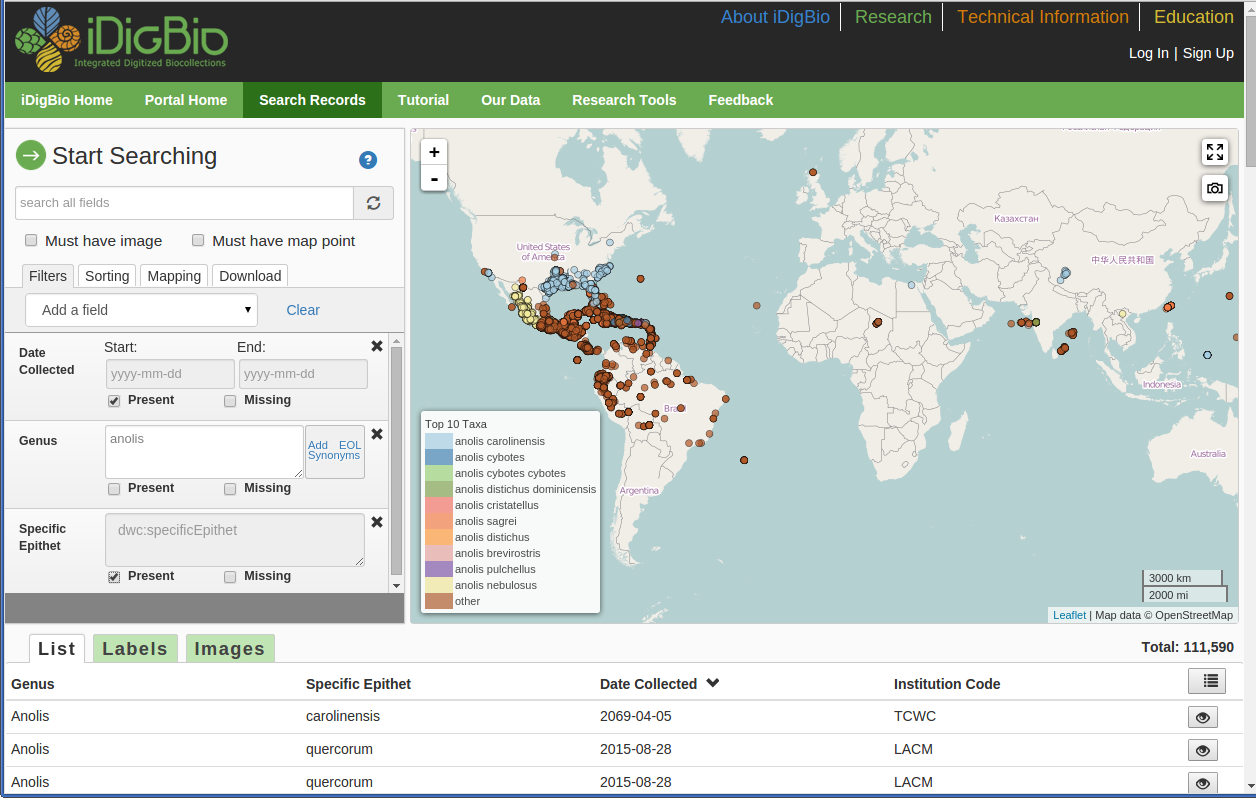 iDigBio
Integrated Digitized Biocollections
About iDigBio
Research
Technical Information
Education
Log In | Sign Up
iDigBio Home
Portal Home
Search Records
Tutorial
Our Data
Research Tools
Feedback
Start Searching
?
search all fields
Must have image
Must have map point
Filters
Sorting
Mapping
Download
Add a field
Clear
Date
Collected
Start:
End:
yyyy-mm-dd
yyyy-mm-dd
Present
Missing
Genus
anolis
Add EOL
Synonyms
Present
Missing
Specific
Epithet
dwc:specificEpithet
Present
Missing
+
-
United States
of America
Казахстан
中华人民共和国
Indonesia
Australia
Argentina
Top 10 Taxa
anolis carolinensis
anolis cybotes
anolis cybotes cybotes
anolis distichus dominicensis
anolis cristatellus
anolis sagrei
anolis distichus
anolis brevirostris
anolis pulchellus
anolis nebulosus
other
3000 km
2000 mi
Leaflet | Map data © OpenStreetMap
List
Labels
Images
Total: 111,590
Genus
Specific Epithet
Date Collected
Institution Code
Anolis carolinensis 2069-04-05 TCWC
Anolis quercorum 2015-08-28 LACM
Anolis quercorum 2015-08-28 LACM